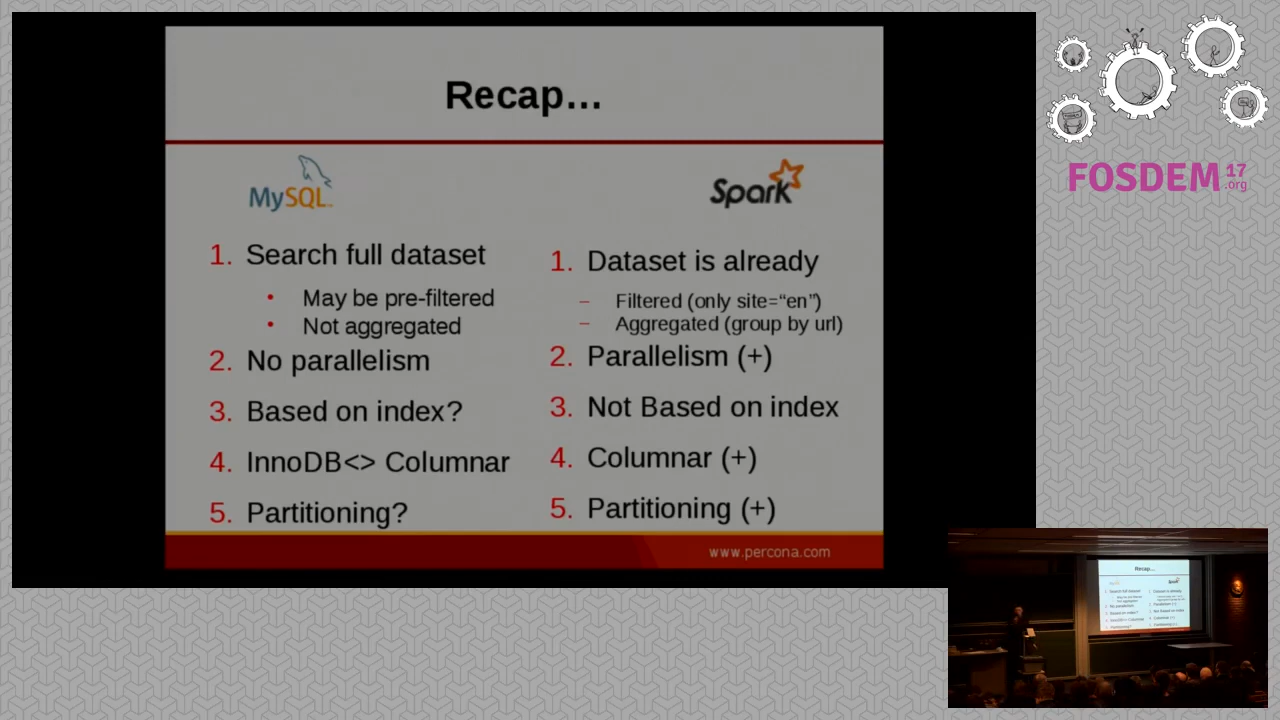 Recap...
MySQL
1. Search full dataset
• May be pre-filtered
• Not aggregated
2. No parallelism
3. Based on index?
4. InnoDB<> Columnar
5. Partitioning?
Spark
1. Dataset is already
– Filtered (only site=“en”)
– Aggregated (group by url)
2. Parallelism (+)
3. Not Based on index
4. Columnar (+)
5. Partitioning (+)
www.percona.com
FOSDEM 17
.org
Recap...
Spark